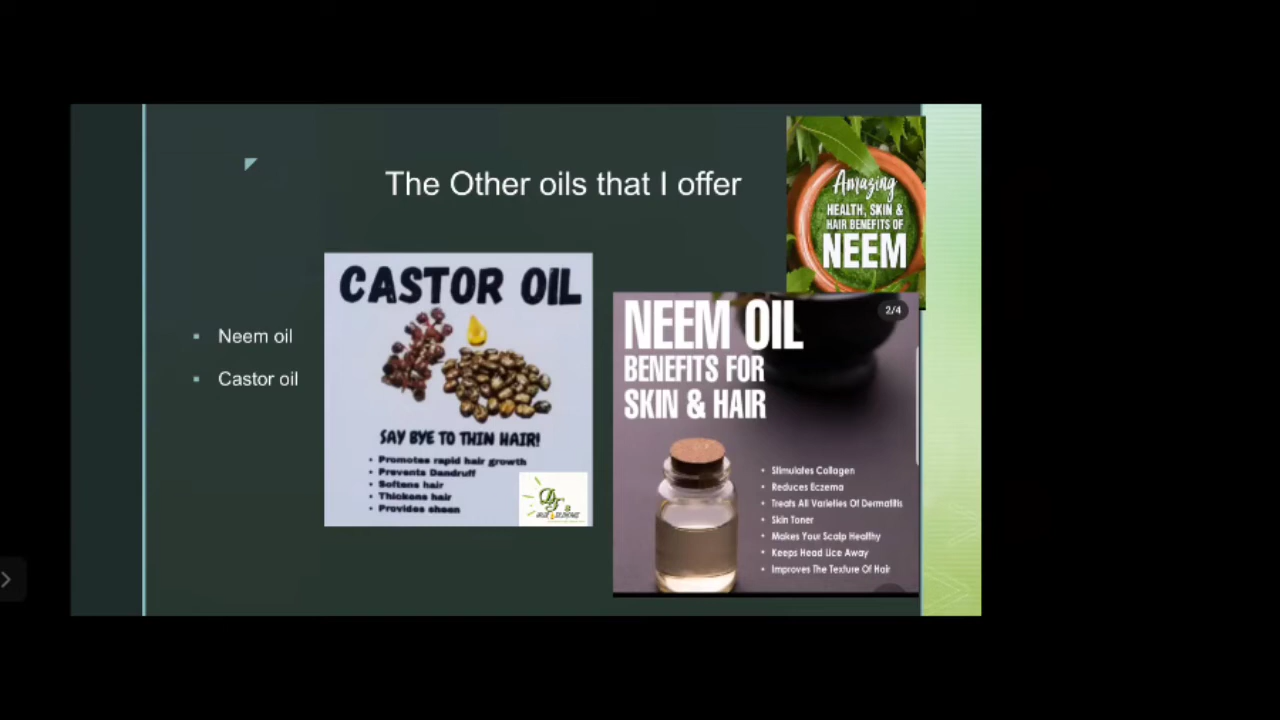 The Other oils that I offer
Neem oil
Castor oil
CASTOR OIL
SAY BYE TO THIN HAIR!
Promotes rapid hair growth
Prevents Dandruff
Softens hair
Thickens hair
Provides sheen
Amazing
HEALTH, SKIN &
HAIR BENEFITS OF
NEEM
2/4
NEEM OIL
BENEFITS FOR
SKIN & HAIR
Stimulates Collagen
Reduces Eczema
Treats All Varieties Of Dermatitis
Skin Toner
Makes Your Scalp Healthy
Keeps Head Lice Away
Improves The Texture Of Hair